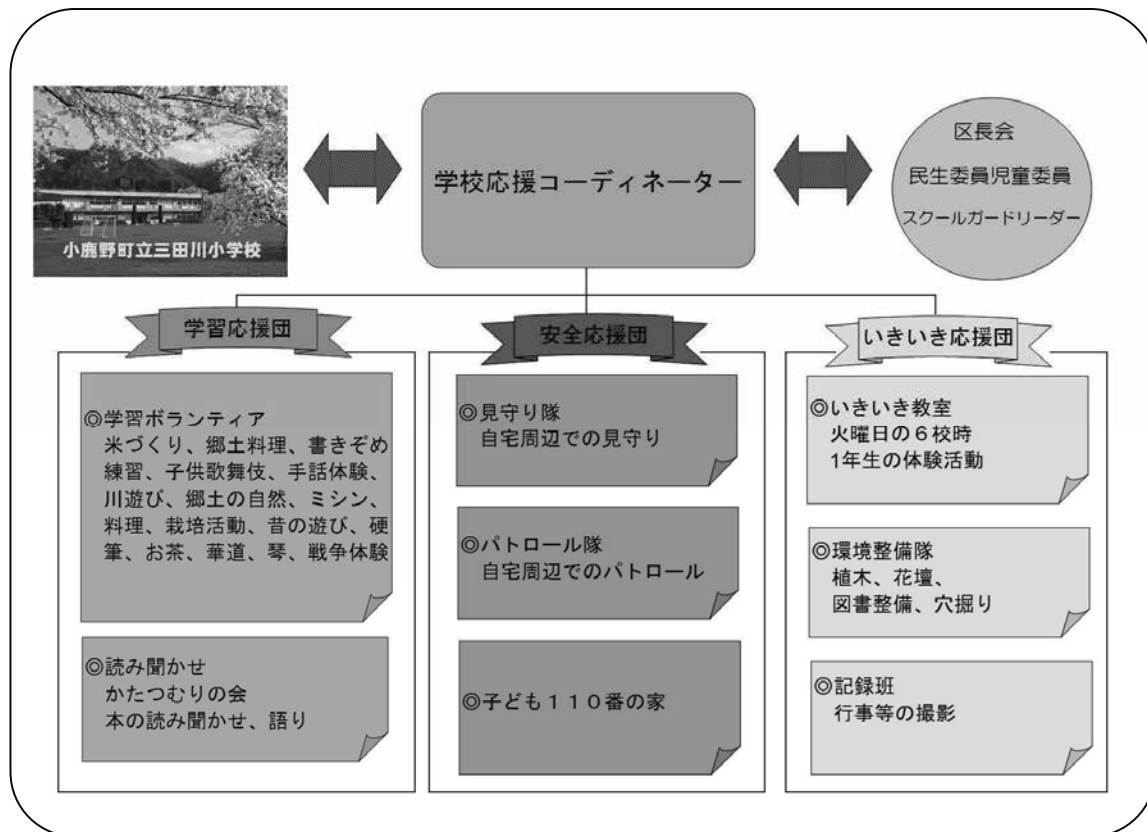 小鹿野町立三田川小学校
学校応援コーディネーター
区長会
民生委員児童委員
スクールガードリーダー
学習応援団
◎学習ボランティア
米づくり、郷土料理、書きぞめ
練習、子供歌舞伎、手話体験、
川遊び、郷土の自然、ミシン、
料理、栽培活動、昔の遊び、硬
筆、お茶、華道、琴、戦争体験
◎読み聞かせ
かたつむりの会
本の読み聞かせ、語り
安全応援団
◎見守り隊
自宅周辺での見守り
◎パトロール隊
自宅周辺でのパトロール
◎子ども１１０番の家
いきいき応援団
◎いきいき教室
火曜日の６校時
1年生の体験活動
◎環境整備隊
植木、花壇、
図書整備、穴掘り
◎記録班
行事等の撮影